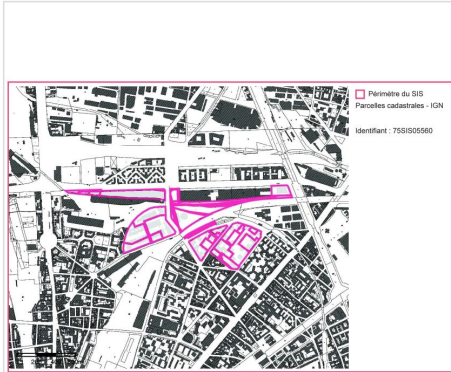 Périmètre du SIS
Parcelles cadastrales - IGN
Identifiant : 75SIS05560